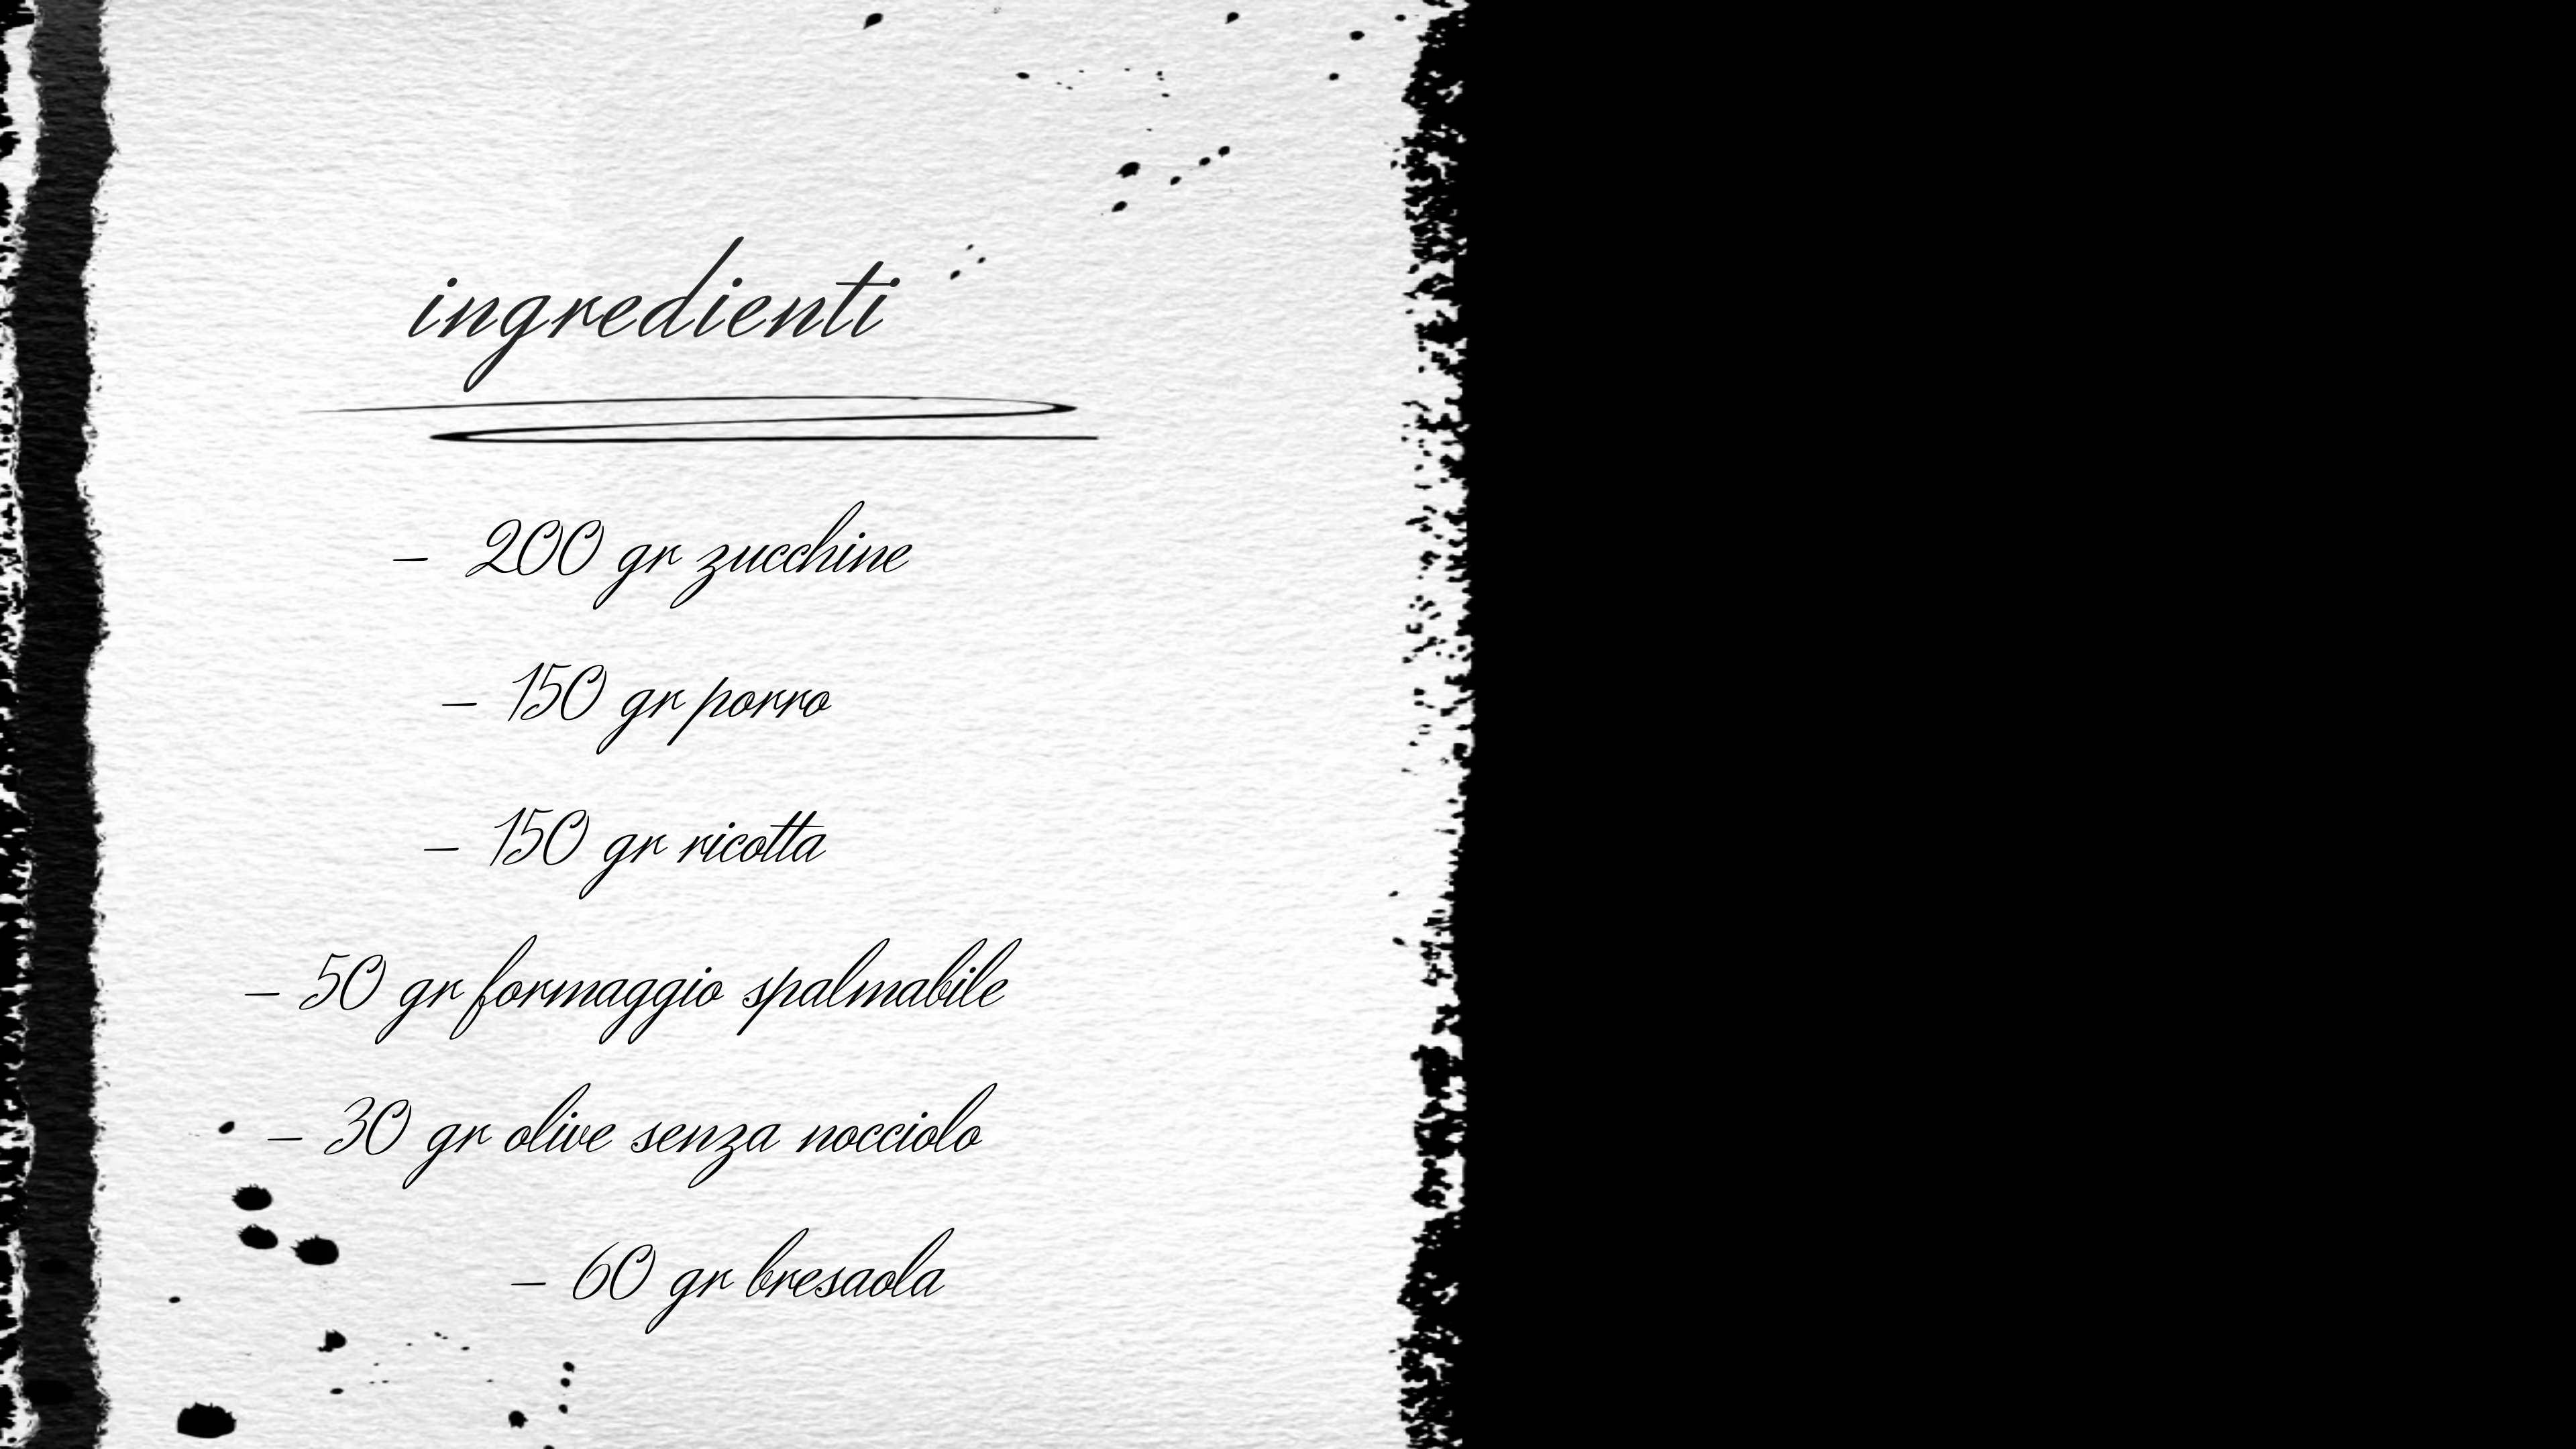 ingredienti
- 200 gr zucchine
- 150 gr porro
- 150 gr ricotta
- 50 gr formaggio spalmabile
- 30 gr olive senza nocciolo
- 60 gr bresaola